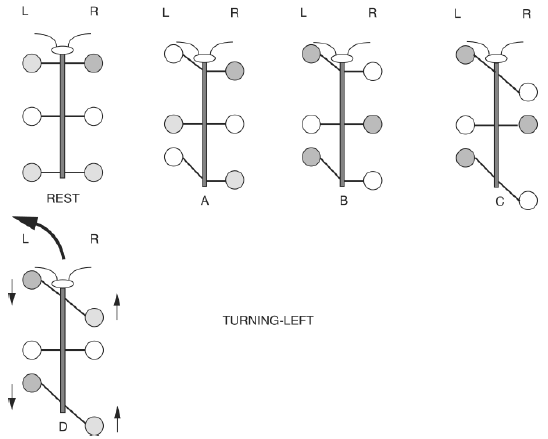 L R
L R
L R
L R
REST
A
B
C
L R
TURNING-LEFT
D